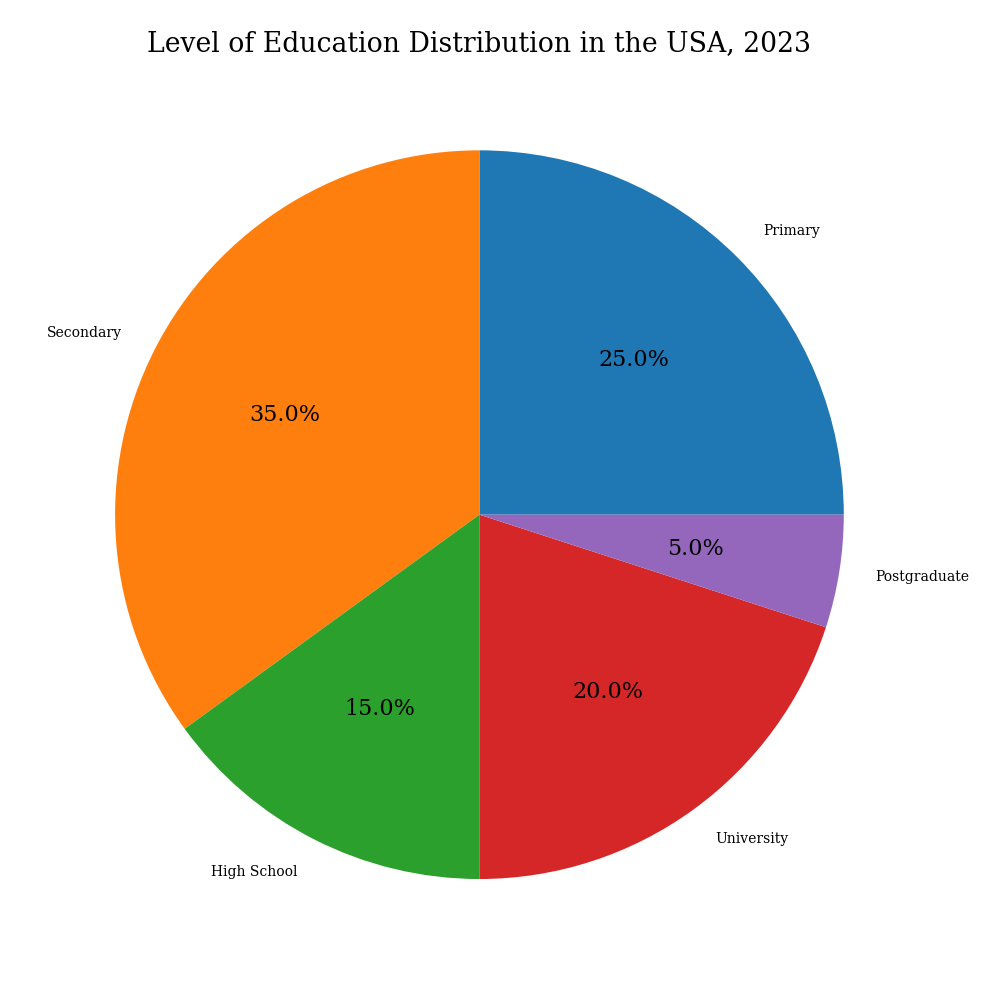 Level of Education Distribution in the USA, 2023
Primary
25.0%
Secondary
35.0%
5.0%
Postgraduate
20.0%
15.0%
University
High School